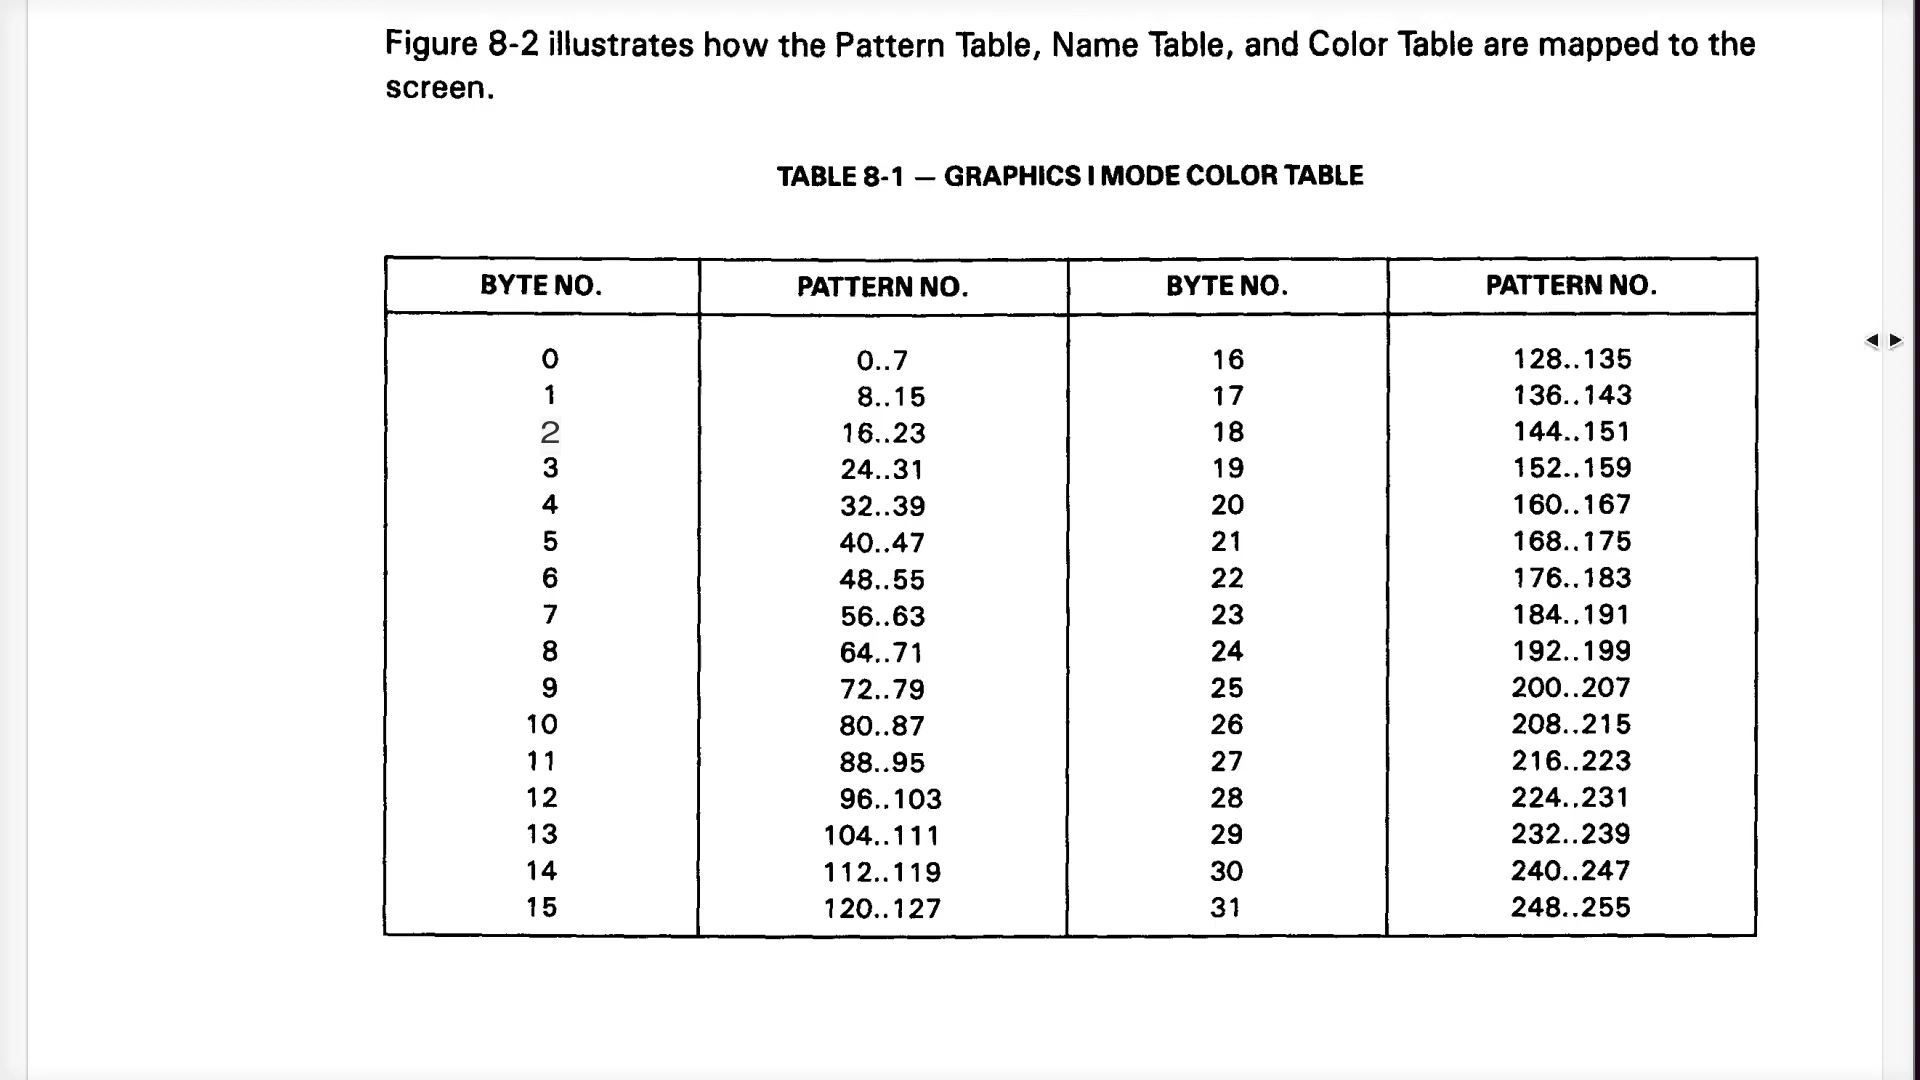 Figure 8-2 illustrates how the Pattern Table, Name Table, and Color Table are mapped to the
screen.
TABLE 8-1 — GRAPHICS I MODE COLOR TABLE
BYTE NO. PATTERN NO. BYTE NO. PATTERN NO.
0 0..7 16 128..135
1 8..15 17 136..143
2 16..23 18 144..151
3 24..31 19 152..159
4 32..39 20 160..167
5 40..47 21 168..175
6 48..55 22 176..183
7 56..63 23 184..191
8 64..71 24 192..199
9 72..79 25 200..207
10 80..87 26 208..215
11 88..95 27 216..223
12 96..103 28 224..231
13 104..111 29 232..239
14 112..119 30 240..247
15 120..127 31 248..255